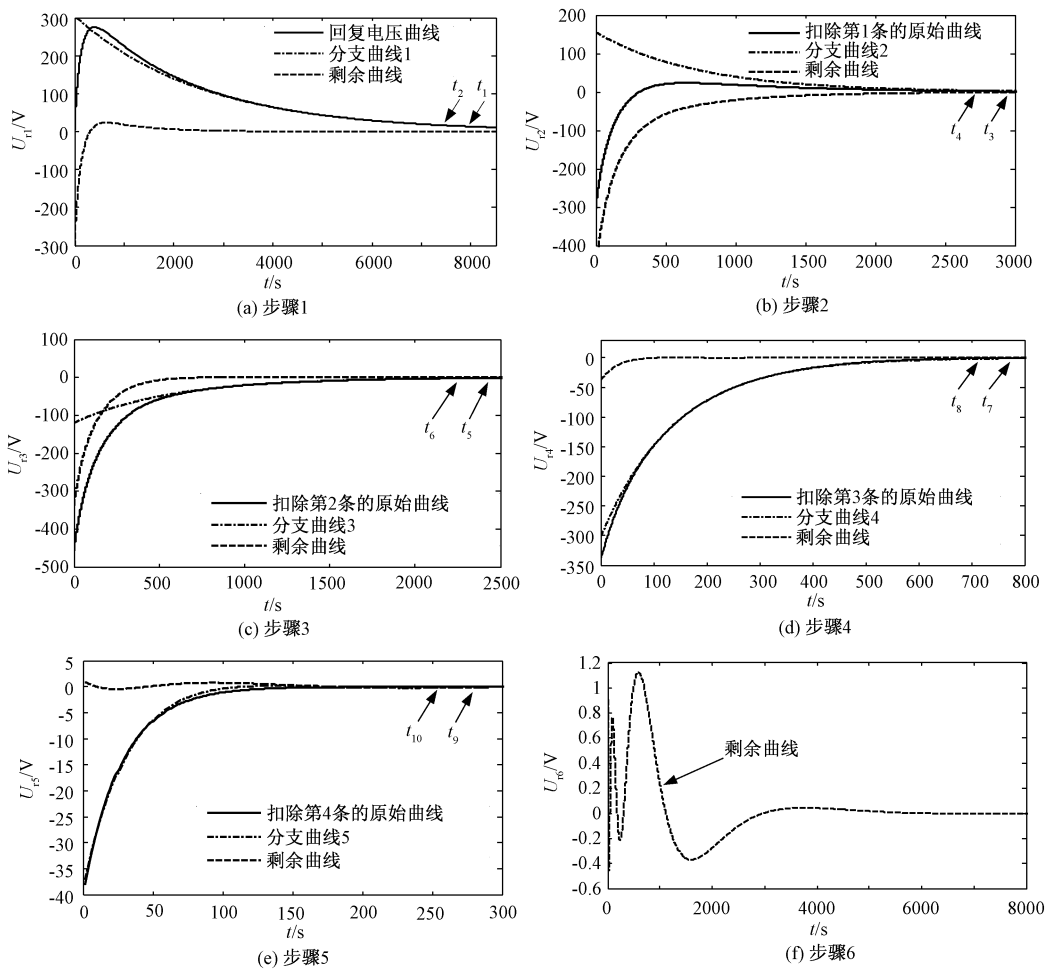 300
200
100
0
100
200
300
U_r1/V
回复电压曲线
分支曲线1
剩余曲线
t_2 t_1
0 2000 4000 6000 8000
t/s
(a) 步骤1
200
100
0
-100
-200
-300
-400
U_r2/V
扣除第1条的原始曲线
分支曲线2
剩余曲线
t_4 t_3
0 500 1000 1500 2000 2500 3000
t/s
(b) 步骤2
100
0
-100
-200
-300
-400
-500
U_r3/V
t_6 t_5
扣除第2条的原始曲线
分支曲线3
剩余曲线
0 500 1000 1500 2000 2500
t/s
(c) 步骤3
0
-50
-100
-150
-200
-250
-300
-350
U_r4/V
t_8 t_7
扣除第3条的原始曲线
分支曲线4
剩余曲线
0 100 200 300 400 500 600 700 800
t/s
(d) 步骤4
5
0
-5
-10
-15
-20
-25
-30
-35
-40
U_r5/V
t_10 t_9
扣除第4条的原始曲线
分支曲线5
剩余曲线
0 50 100 150 200 250 300
t/s
(e) 步骤5
1.2
1
0.8
0.6
0.4
0.2
0
-0.2
-0.4
-0.6
U_r6/V
剩余曲线
0 2000 4000 6000 8000
t/s
(f) 步骤6